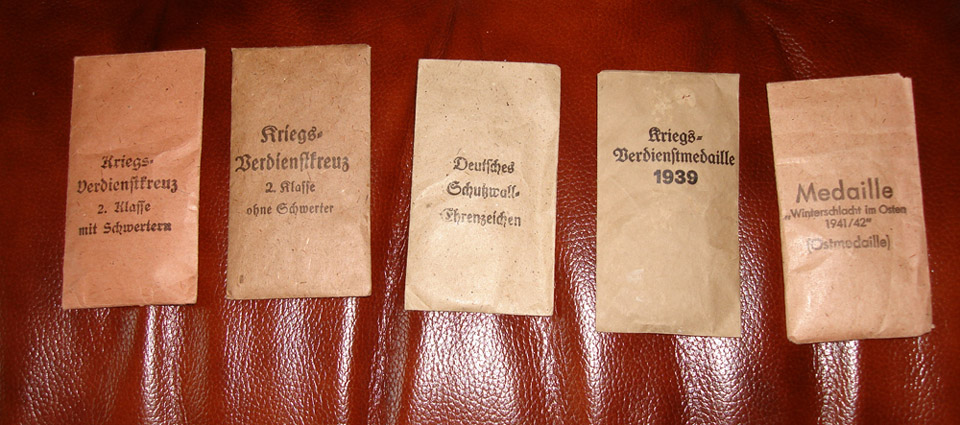 Kriegs-
Verdienstkreuz
2. Klasse
mit Schwertern
Kriegs-
Verdienstkreuz
2. Klasse
ohne Schwerter
Deutsches
Schutzwall-
Ehrenzeichen
Kriegs-
Verdienstmedaille
1939
Medaille
„Winterschlacht im Osten
1941/42"
(Ostmedaille)